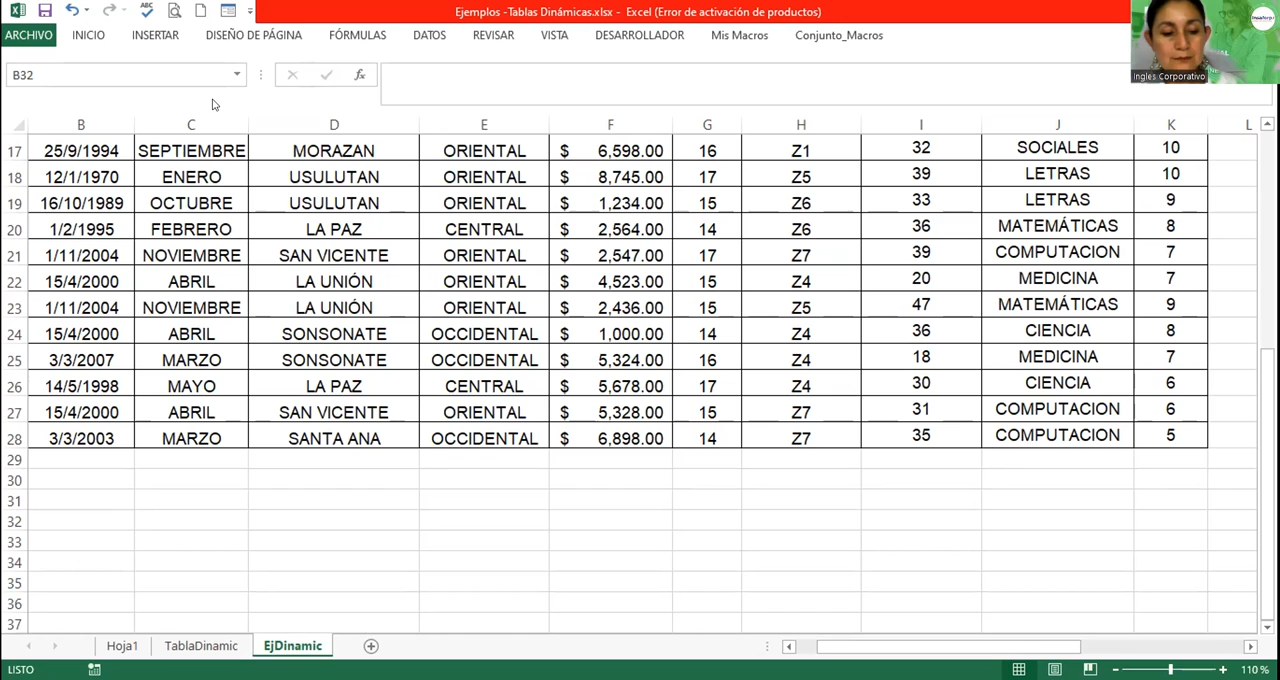 Ejemplos -Tablas Dinámicas.xlsx - Excel (Error de activación de productos)
ARCHIVO INICIO INSERTAR DISEÑO DE PÁGINA FÓRMULAS DATOS REVISAR VISTA DESARROLLADOR Mis Macros Conjunto_Macros
Ingles Corporativo
B32 fx
B C D E F G H I J K L
17 25/9/1994 SEPTIEMBRE MORAZAN ORIENTAL $ 6,598.00 16 Z1 32 SOCIALES 10
18 12/1/1970 ENERO USULUTAN ORIENTAL $ 8,745.00 17 Z5 39 LETRAS 10
19 16/10/1989 OCTUBRE USULUTAN ORIENTAL $ 1,234.00 15 Z6 33 LETRAS 9
20 1/2/1995 FEBRERO LA PAZ CENTRAL $ 2,564.00 14 Z6 36 MATEMÁTICAS 8
21 1/11/2004 NOVIEMBRE SAN VICENTE ORIENTAL $ 2,547.00 17 Z7 39 COMPUTACION 7
22 15/4/2000 ABRIL LA UNIÓN ORIENTAL $ 4,523.00 15 Z4 20 MEDICINA 7
23 1/11/2004 NOVIEMBRE LA UNIÓN ORIENTAL $ 2,436.00 15 Z5 47 MATEMÁTICAS 9
24 15/4/2000 ABRIL SONSONATE OCCIDENTAL $ 1,000.00 14 Z4 36 CIENCIA 8
25 3/3/2007 MARZO SONSONATE OCCIDENTAL $ 5,324.00 16 Z4 18 MEDICINA 7
26 14/5/1998 MAYO LA PAZ CENTRAL $ 5,678.00 17 Z4 30 CIENCIA 6
27 15/4/2000 ABRIL SAN VICENTE ORIENTAL $ 5,328.00 15 Z7 31 COMPUTACION 6
28 3/3/2003 MARZO SANTA ANA OCCIDENTAL $ 6,898.00 14 Z7 35 COMPUTACION 5
29
30
31
32
33
34
35
36
37
Hoja1 TablaDinamic EjDinamic
LISTO 110 %